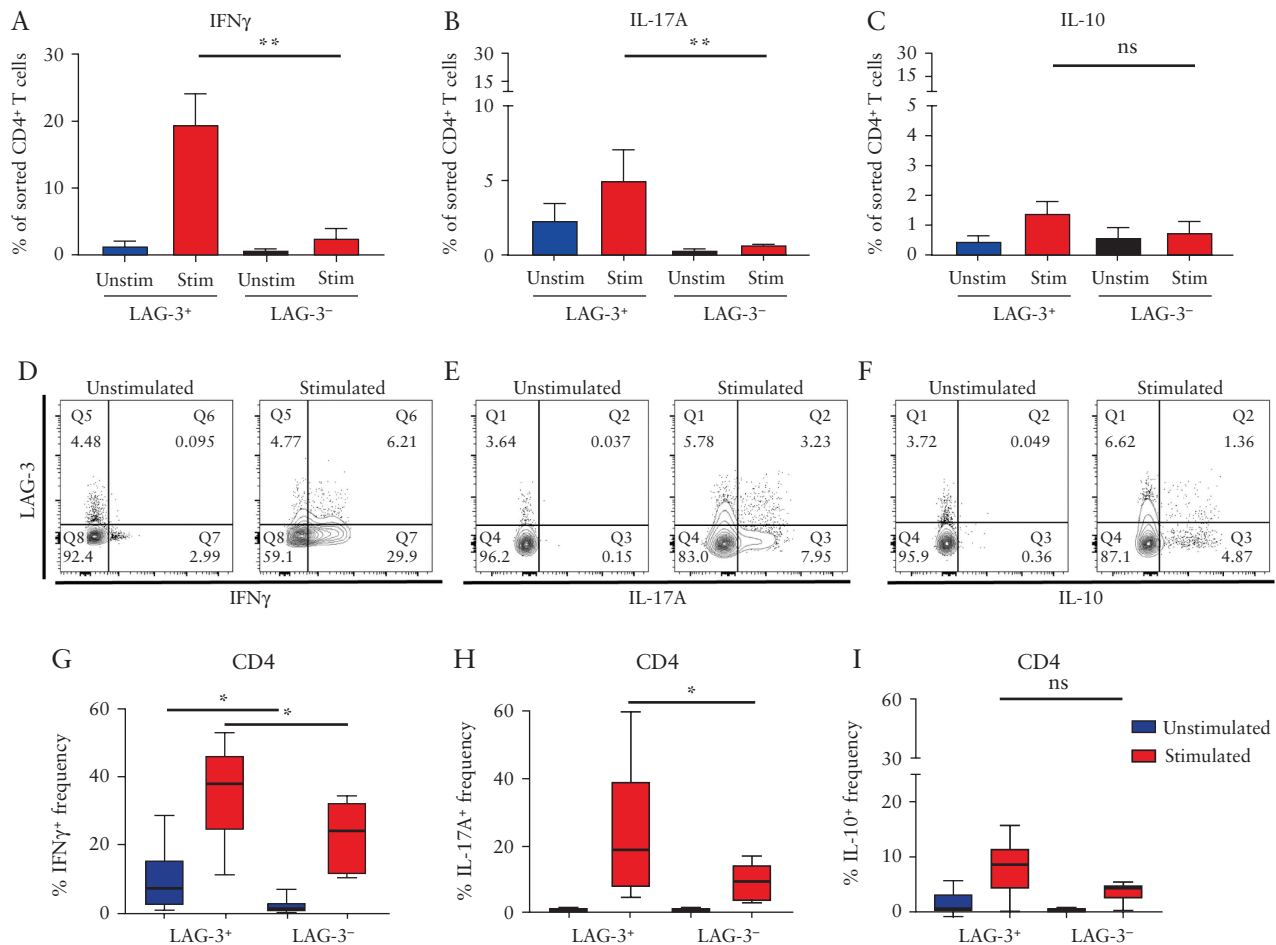 A
IFNγ
% of sorted CD4⁺ T cells
30
20
10
0
**
Unstim Stim Unstim Stim
LAG-3⁺ LAG-3⁻
B
IL-17A
% of sorted CD4⁺ T cells
30
15
10
5
0
**
Unstim Stim Unstim Stim
LAG-3⁺ LAG-3⁻
C
IL-10
% of sorted CD4⁺ T cells
30
15
5
4
3
2
1
0
ns
Unstim Stim Unstim Stim
LAG-3⁺ LAG-3⁻
D
Unstimulated Stimulated
LAG-3
Q5 Q6 Q5 Q6
4.48 0.095 4.77 6.21
Q8 Q7 Q8 Q7
92.4 2.99 59.1 29.9
IFNγ
E
Unstimulated Stimulated
Q1 Q2 Q1 Q2
3.64 0.037 5.78 3.23
Q4 Q3 Q4 Q3
96.2 0.15 83.0 7.95
IL-17A
F
Unstimulated Stimulated
Q1 Q2 Q1 Q2
3.72 0.049 6.62 1.36
Q4 Q3 Q4 Q3
95.9 0.36 87.1 4.87
IL-10
G
CD4
% IFNγ⁺ frequency
60
40
20
0
*
*
LAG-3⁺ LAG-3⁻
H
CD4
% IL-17A⁺ frequency
60
40
20
0
*
LAG-3⁺ LAG-3⁻
I
CD4
% IL-10⁺ frequency
60
30
20
10
0
ns
Unstimulated
Stimulated
LAG-3⁺ LAG-3⁻